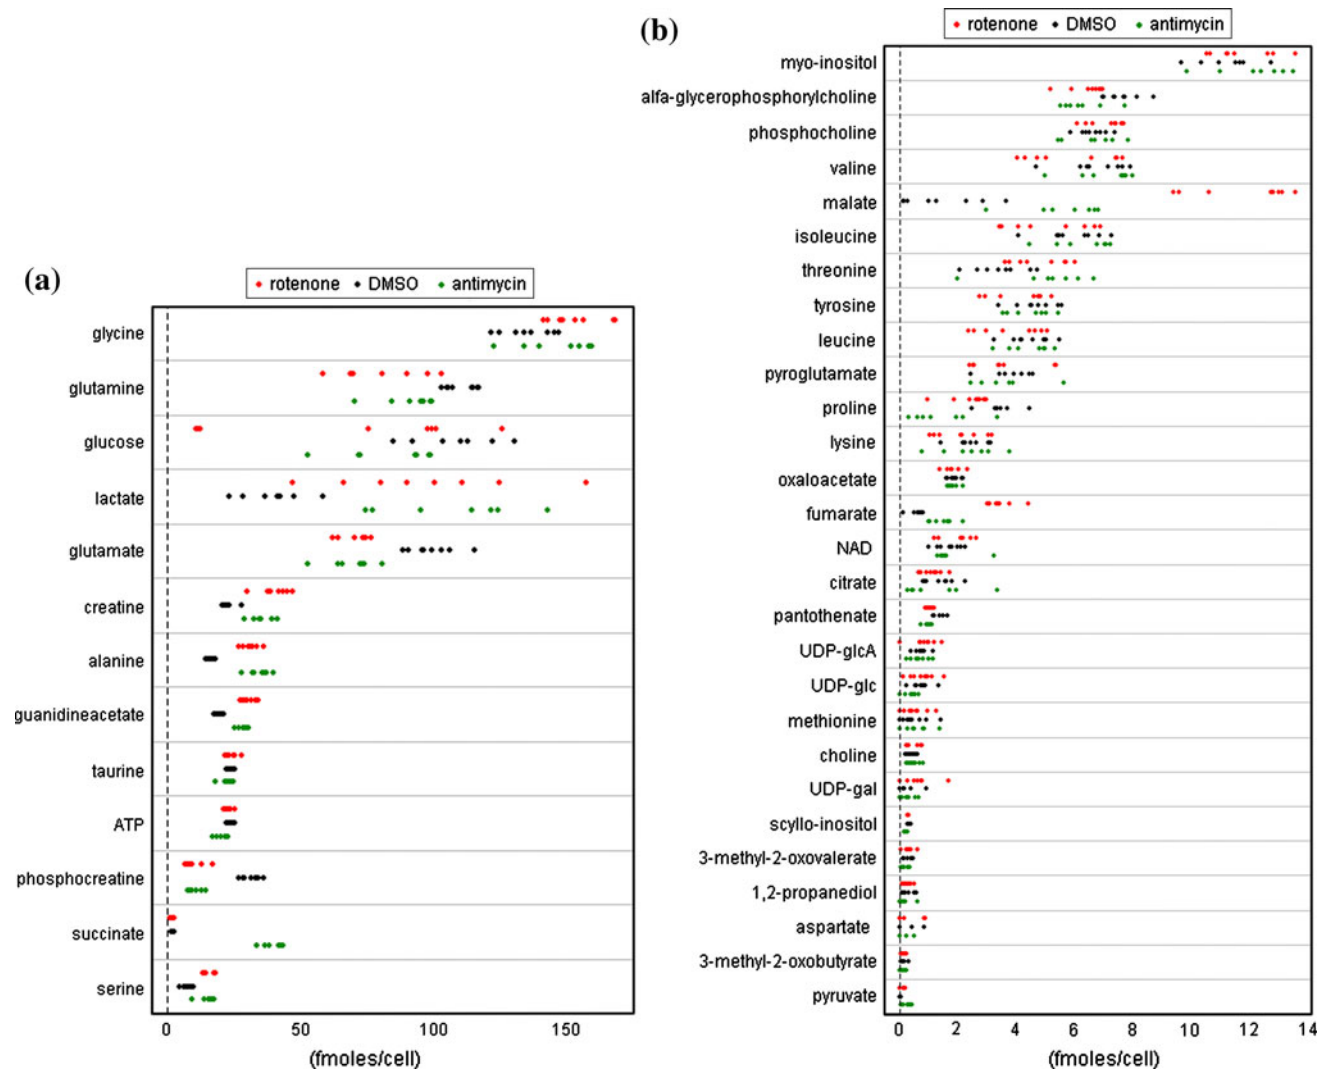 (a)
rotenone DMSO antimycin
glycine
glutamine
glucose
lactate
glutamate
creatine
alanine
guanidineacetate
taurine
ATP
phosphocreatine
succinate
serine
0 50 100 150
(fmoles/cell)
(b)
rotenone DMSO antimycin
myo-inositol
alfa-glycerophosphorylcholine
phosphocholine
valine
malate
isoleucine
threonine
tyrosine
leucine
pyroglutamate
proline
lysine
oxaloacetate
fumarate
NAD
citrate
pantothenate
UDP-glcA
UDP-glc
methionine
choline
UDP-gal
scyllo-inositol
3-methyl-2-oxovalerate
1,2-propanediol
aspartate
3-methyl-2-oxobutyrate
pyruvate
0 2 4 6 8 10 12 14
(fmoles/cell)